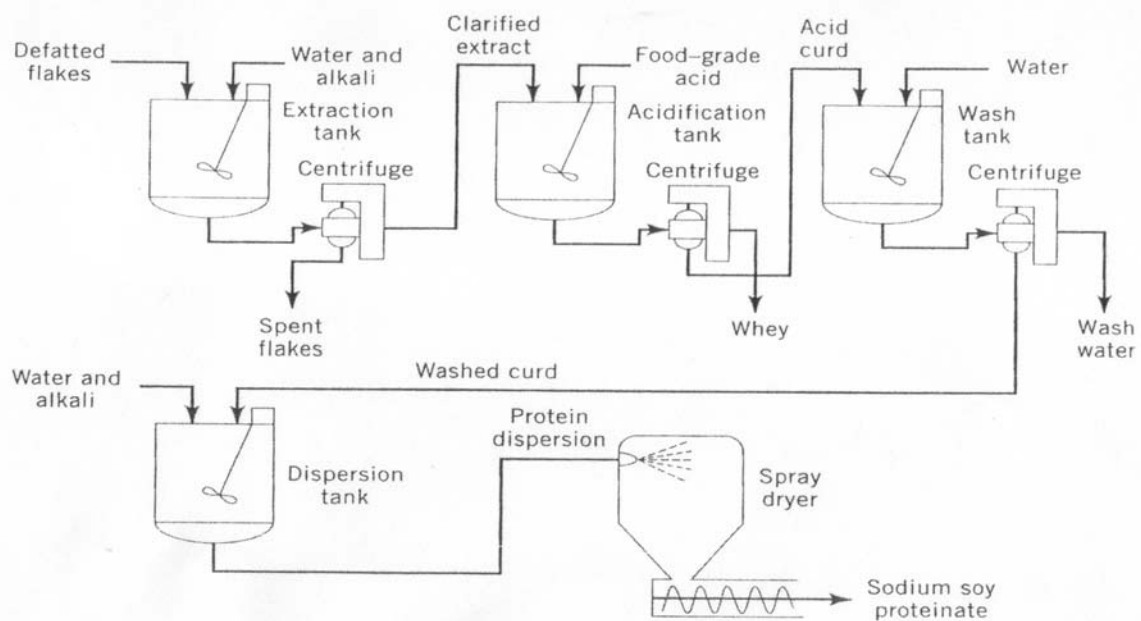 Defatted
flakes
Water and
alkali
Extraction
tank
Centrifuge
Spent
flakes
Clarified
extract
Food–grade
acid
Acidification
tank
Centrifuge
Whey
Acid
curd
Water
Wash
tank
Centrifuge
Wash
water
Washed curd
Water and
alkali
Dispersion
tank
Protein
dispersion
Spray
dryer
Sodium soy
proteinate